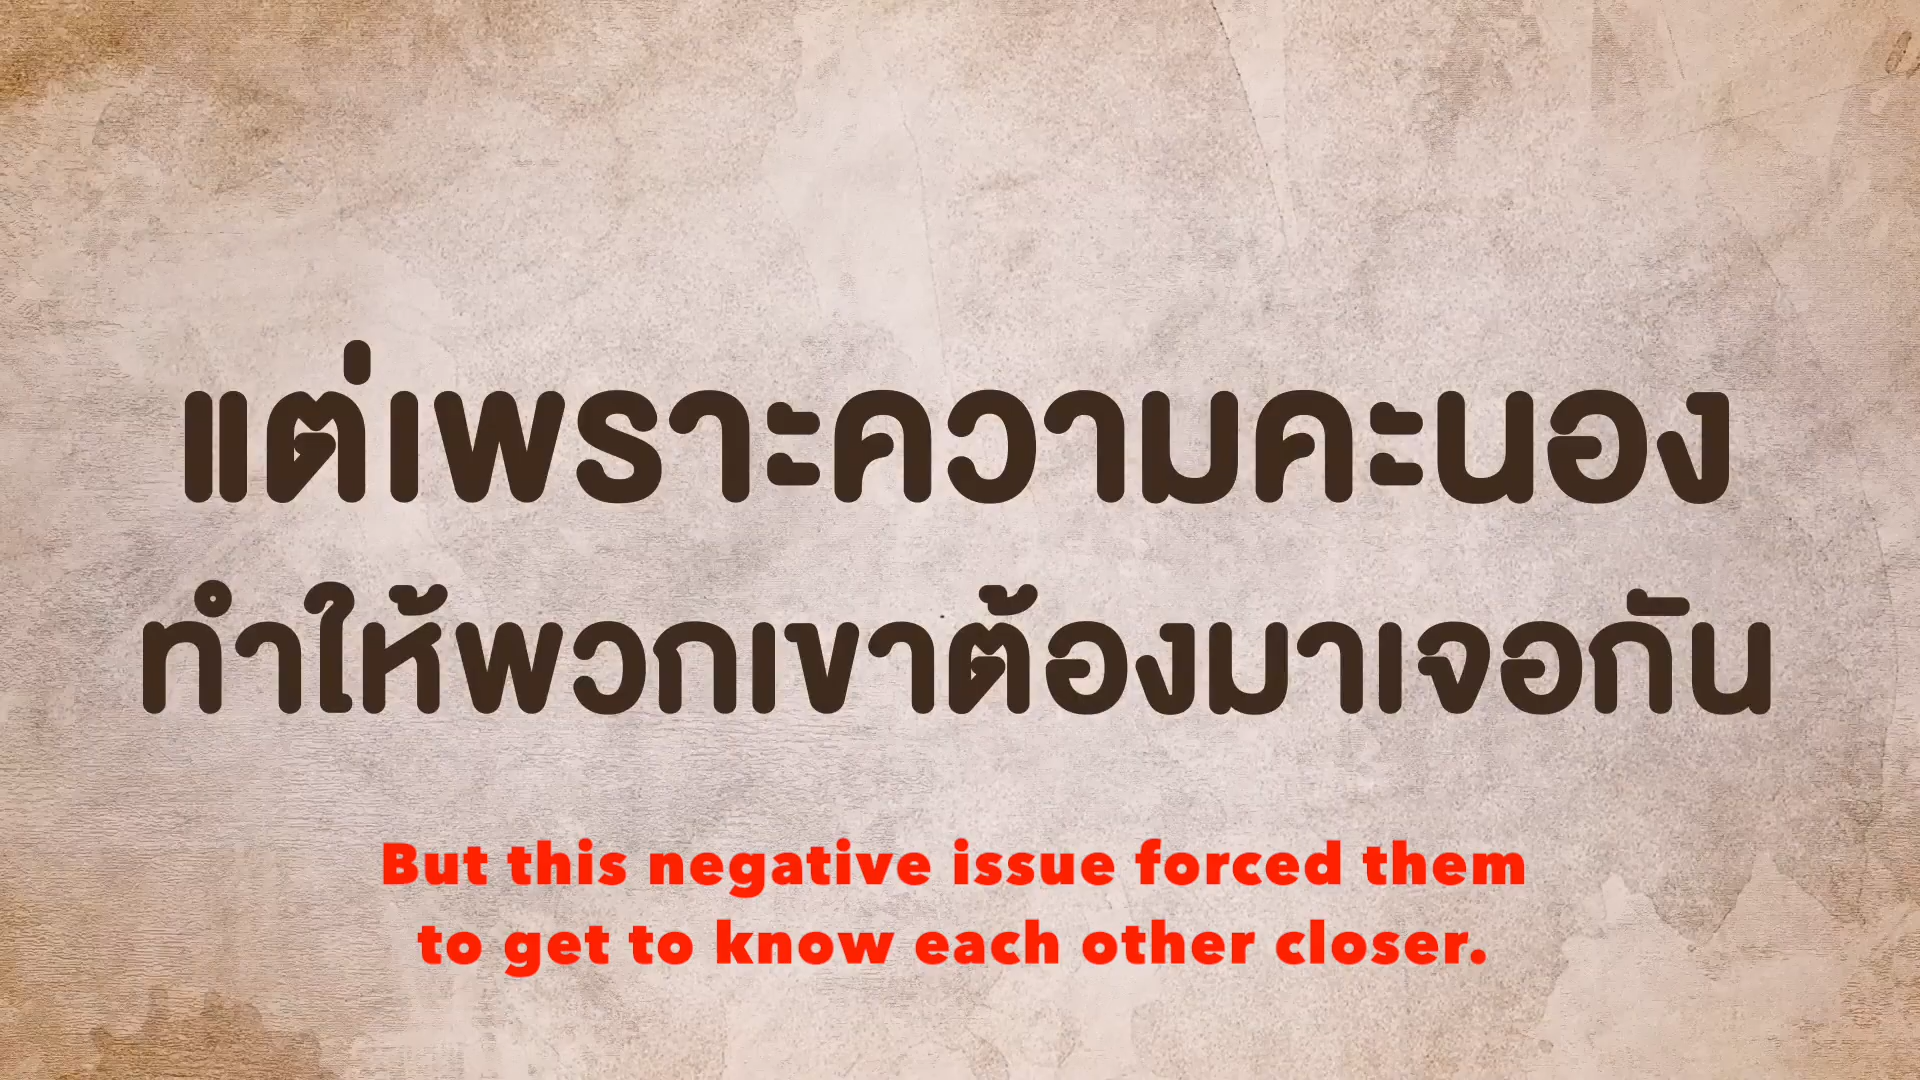 แต่เพราะความคะนอง
ทำให้พวกเขาต้องมาเจอกัน
But this negative issue forced them
to get to know each other closer.